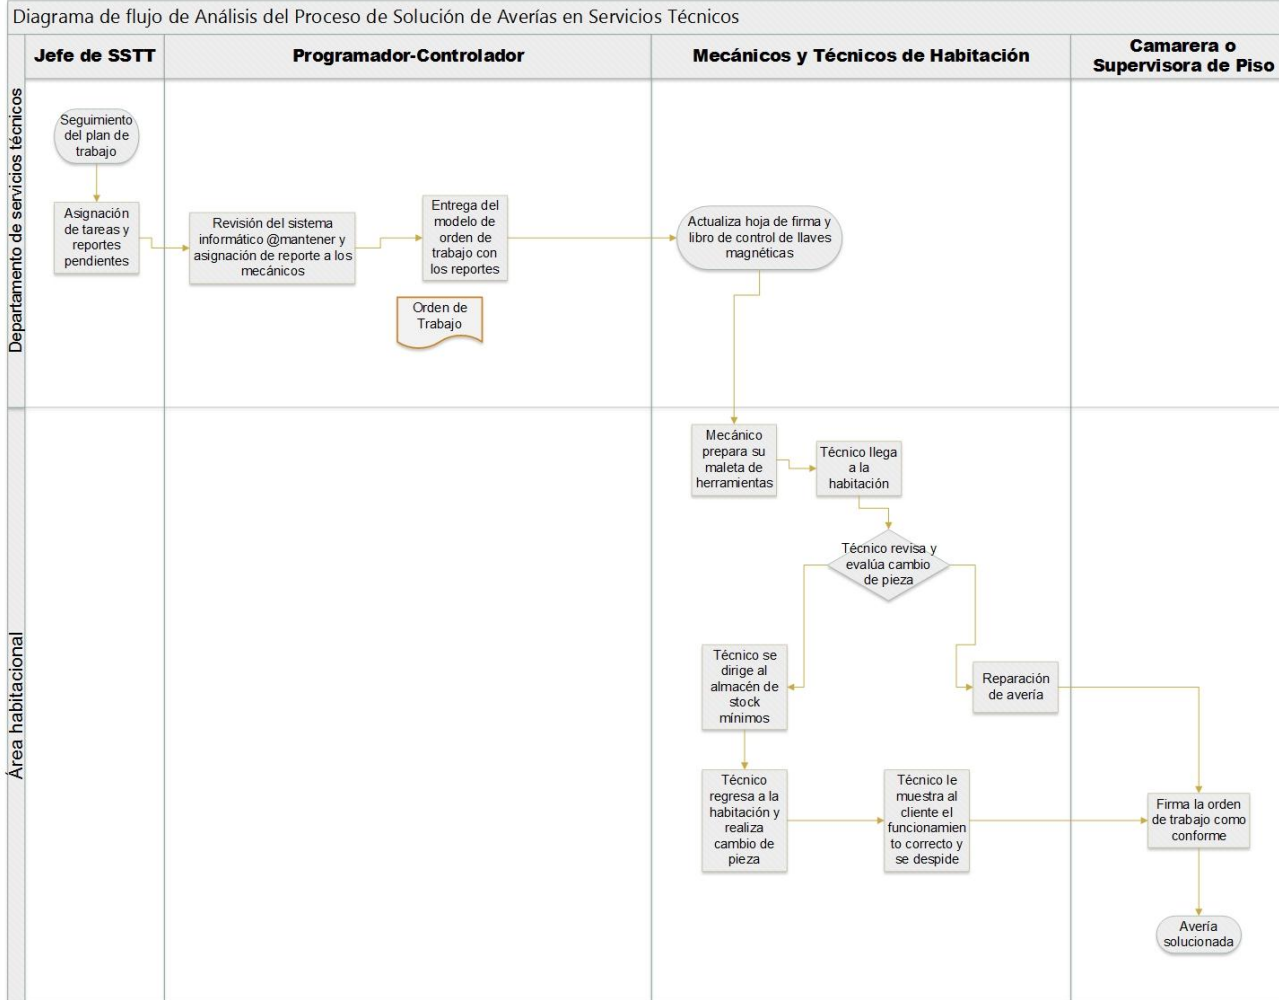 Diagrama de flujo de Análisis del Proceso de Solución de Averías en Servicios Técnicos
Jefe de SSTT
Programador-Controlador
Mecánicos y Técnicos de Habitación
Camarera o
Supervisora de Piso
Departamento de servicios técnicos
Seguimiento
del plan de
trabajo
Asignación
de tareas y
reportes
pendientes
Revisión del sistema
informático @mantener y
asignación de reporte a los
mecánicos
Entrega del
modelo de
orden de
trabajo con
los reportes
Orden de
Trabajo
Actualiza hoja de firma y
libro de control de llaves
magnéticas
Área habitacional
Mecánico
prepara su
maleta de
herramientas
Técnico llega
a la
habitación
Técnico revisa y
evalúa cambio
de pieza
Técnico se
dirige al
almacén de
stock
mínimos
Reparación
de avería
Técnico
regresa a la
habitación y
realiza
cambio de
pieza
Técnico le
muestra al
cliente el
funcionamien
to correcto y
se despide
Firma la orden
de trabajo como
conforme
Avería
solucionada